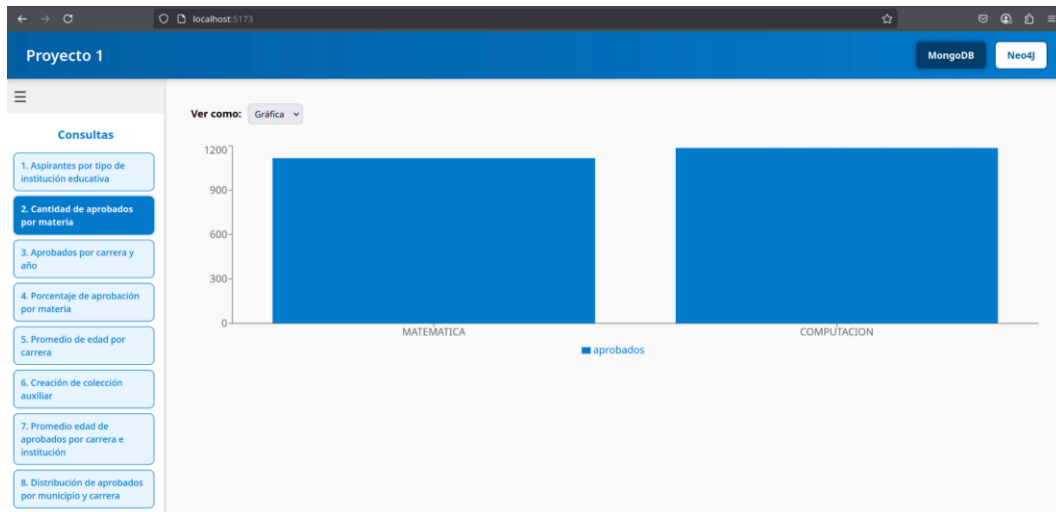 localhost:5173
Proyecto 1
MongoDB
Neo4J
Consultas
1. Aspirantes por tipo de
institución educativa
2. Cantidad de aprobados
por materia
3. Aprobados por carrera y
año
4. Porcentaje de aprobación
por materia
5. Promedio de edad por
carrera
6. Creación de colección
auxiliar
7. Promedio edad de
aprobados por carrera e
institución
8. Distribución de aprobados
por municipio y carrera
Ver como: Gráfica
1200
900
600
300
0
MATEMATICA
COMPUTACION
aprobados